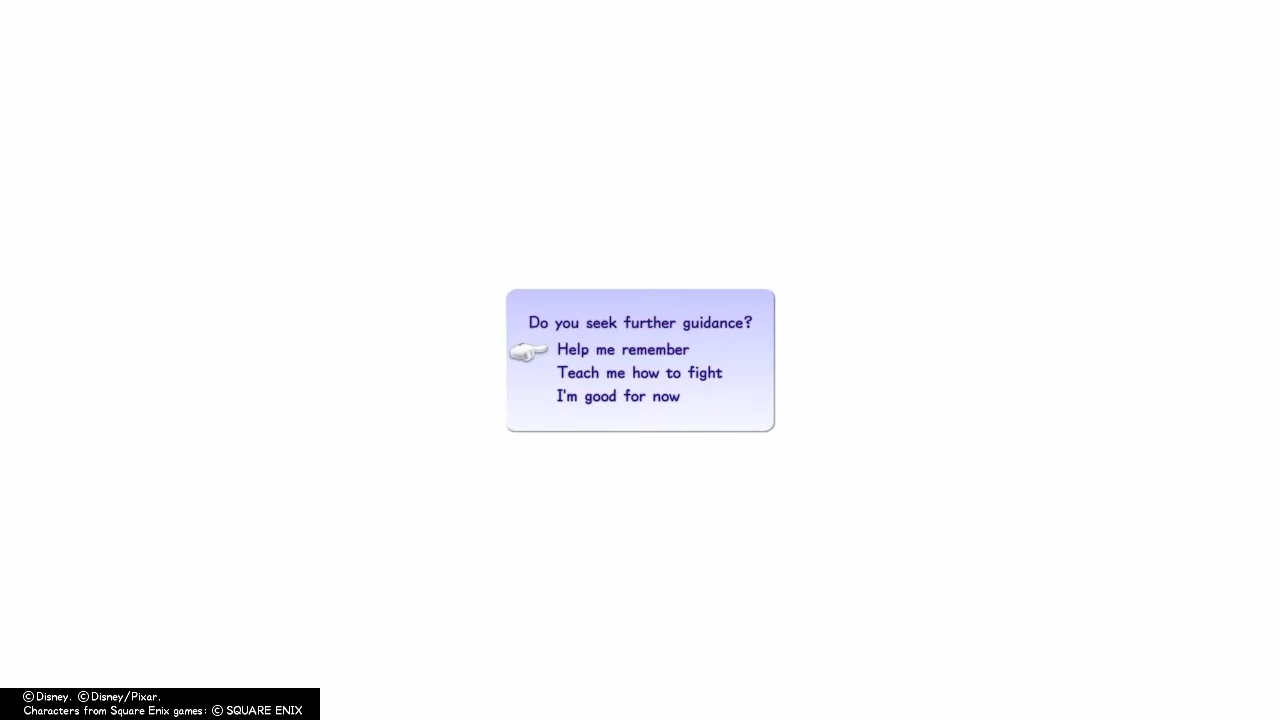 Do you seek further guidance?
Help me remember
Teach me how to fight
I'm good for now
©Disney. ©Disney/Pixar.
Characters from Square Enix games: © SQUARE ENIX